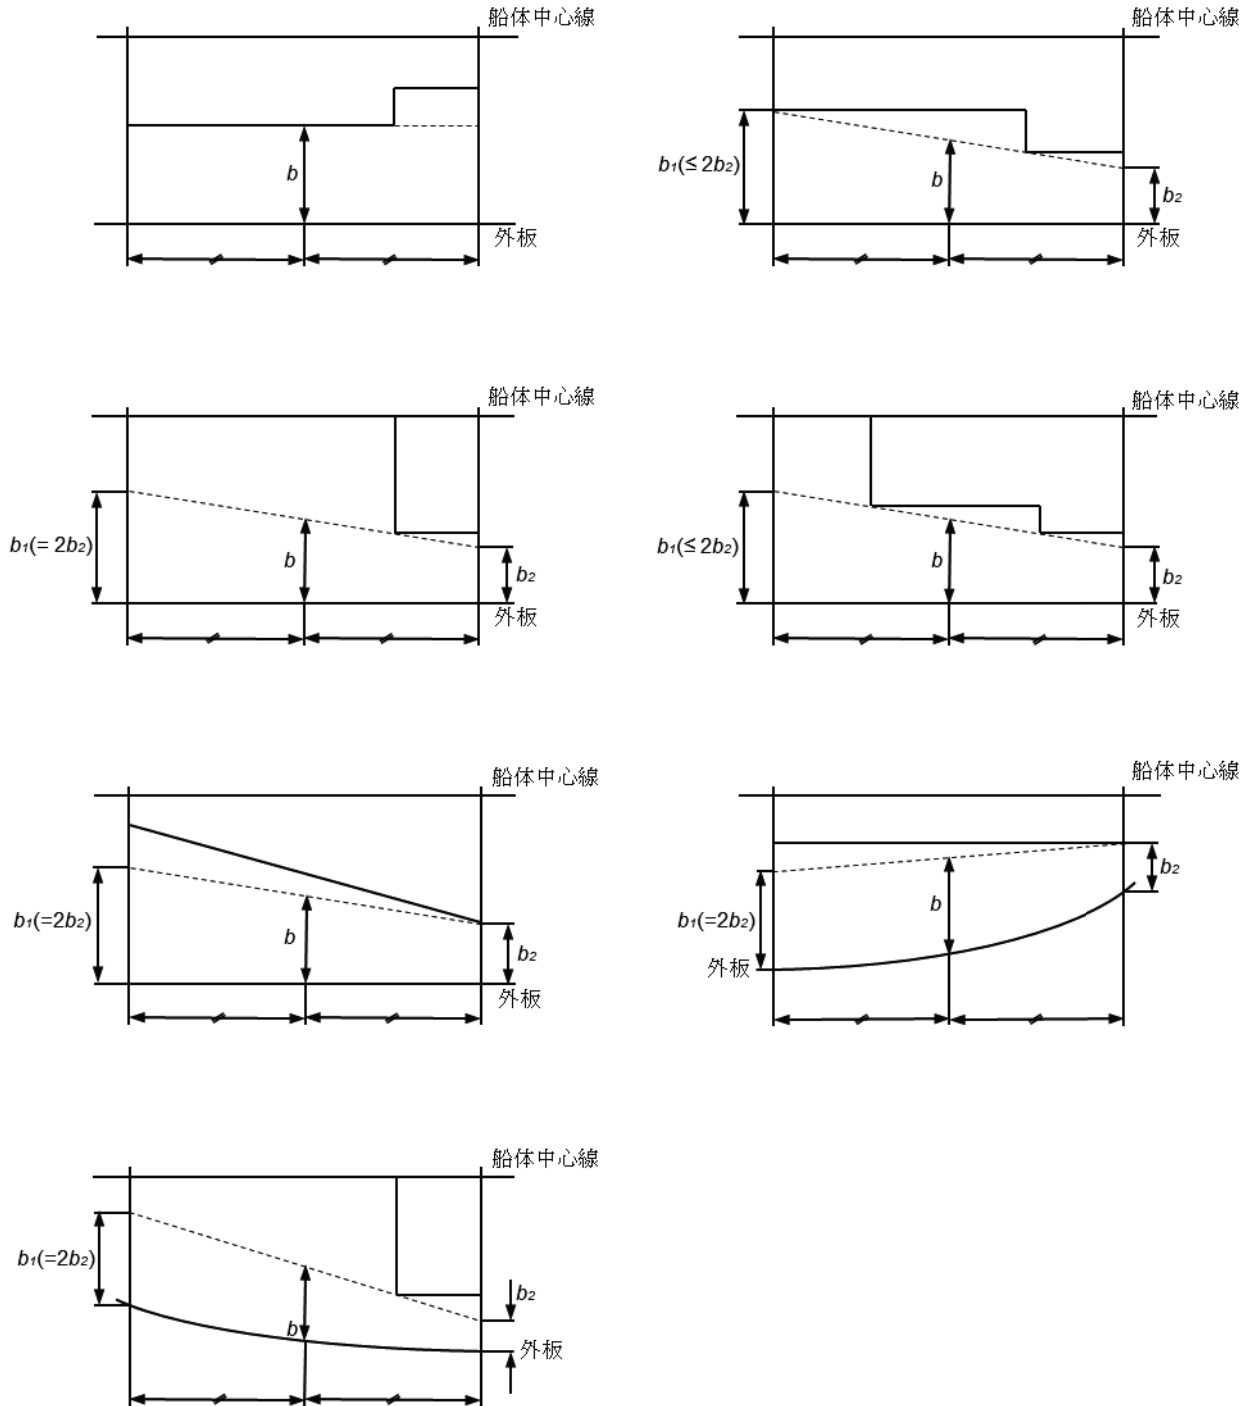 船体中心線
b
外板
船体中心線
b₁(≤ 2b₂)
b
b₂
外板
船体中心線
b₁(= 2b₂)
b
b₂
外板
船体中心線
b₁(≤ 2b₂)
b
b₂
外板
船体中心線
b₁(=2b₂)
b
b₂
外板
船体中心線
b₂
b
b₁(=2b₂)
外板
船体中心線
b₁(=2b₂)
b₂
b
外板